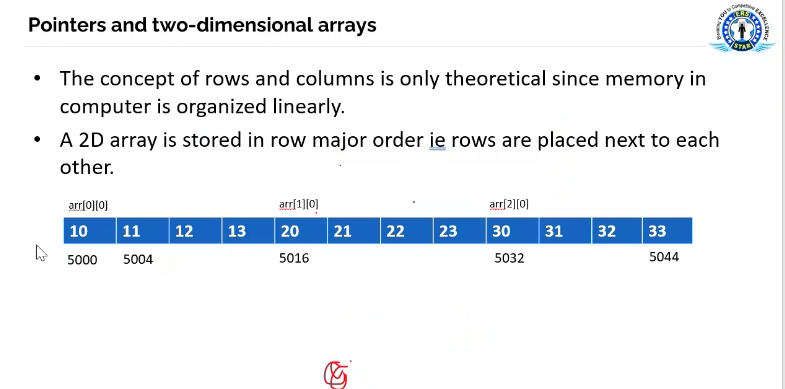 Pointers and two-dimensional arrays
• The concept of rows and columns is only theoretical since memory in
computer is organized linearly.
• A 2D array is stored in row major order ie rows are placed next to each
other.
arr[0][0] arr[1][0] arr[2][0]
10 11 12 13 20 21 22 23 30 31 32 33
5000 5004 5016 5032 5044